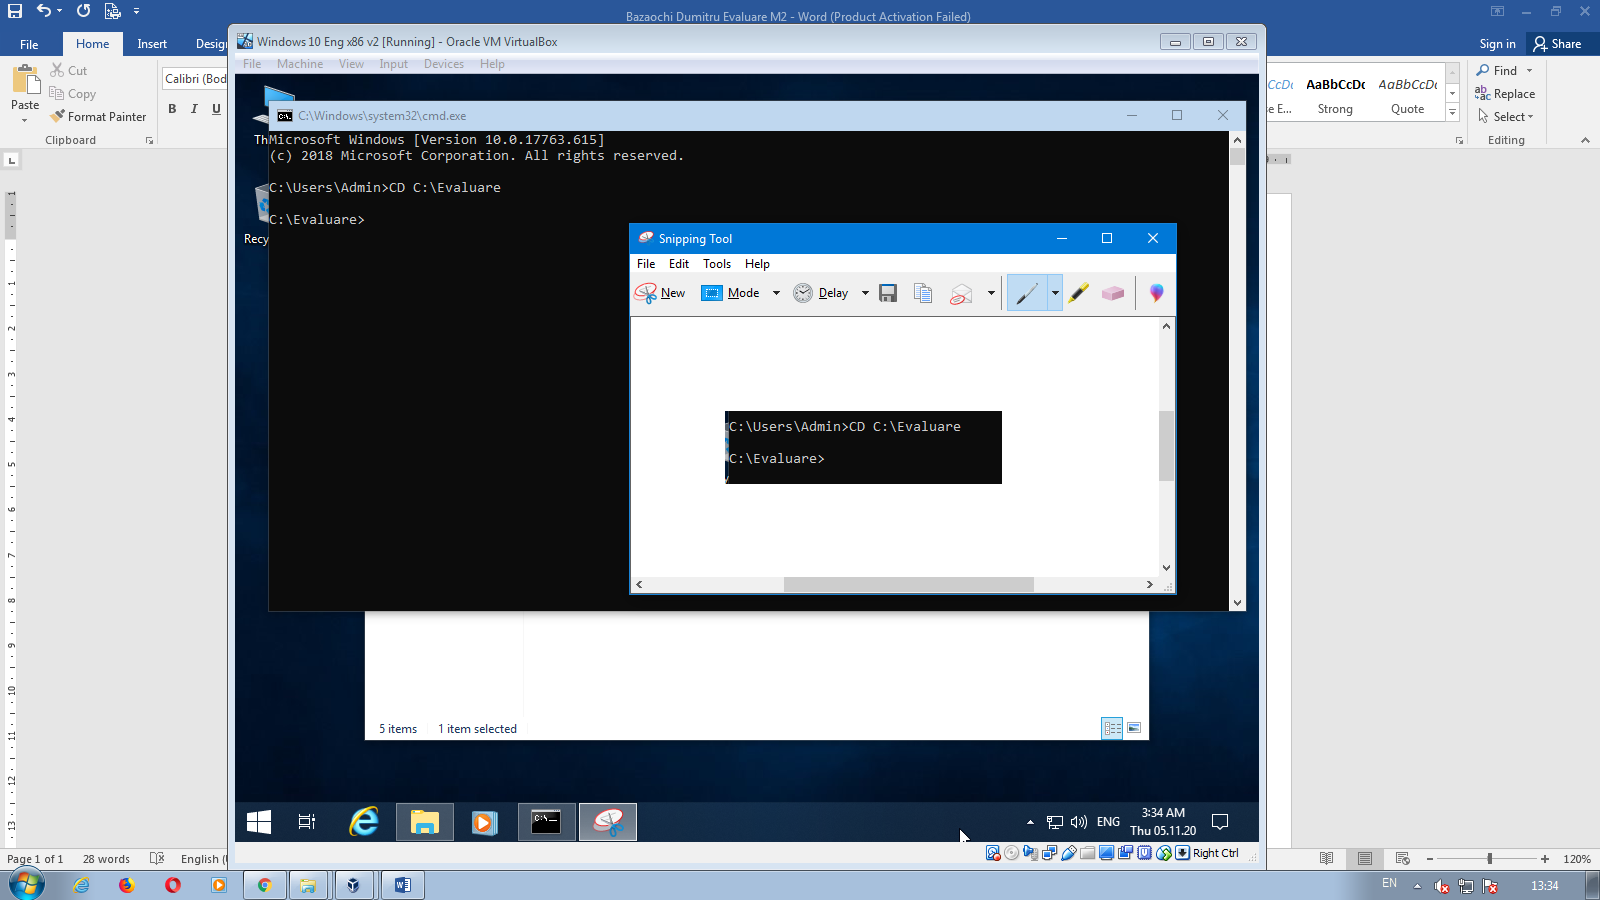 Bazaochi Dumitru Evaluare M2 - Word (Product Activation Failed)
File Home Insert Desig
Sign in Share
Cut
Copy
Format Painter
Paste
Clipboard
Calibri (Bod
B I U
AaBbCcDc AaBbCcDc
e E... Strong Quote
Find
Replace
Select
Editing
Windows 10 Eng x86 v2 [Running] - Oracle VM VirtualBox
File Machine View Input Devices Help
Th
Recy
C:\Windows\system32\cmd.exe
Microsoft Windows [Version 10.0.17763.615]
(c) 2018 Microsoft Corporation. All rights reserved.
C:\Users\Admin>CD C:\Evaluare
C:\Evaluare>
Snipping Tool
File Edit Tools Help
New Mode Delay
C:\Users\Admin>CD C:\Evaluare
C:\Evaluare>
5 items 1 item selected
ENG
3:34 AM
Thu 05.11.20
Right Ctrl
Page 1 of 1 28 words English (
120%
EN
13:34